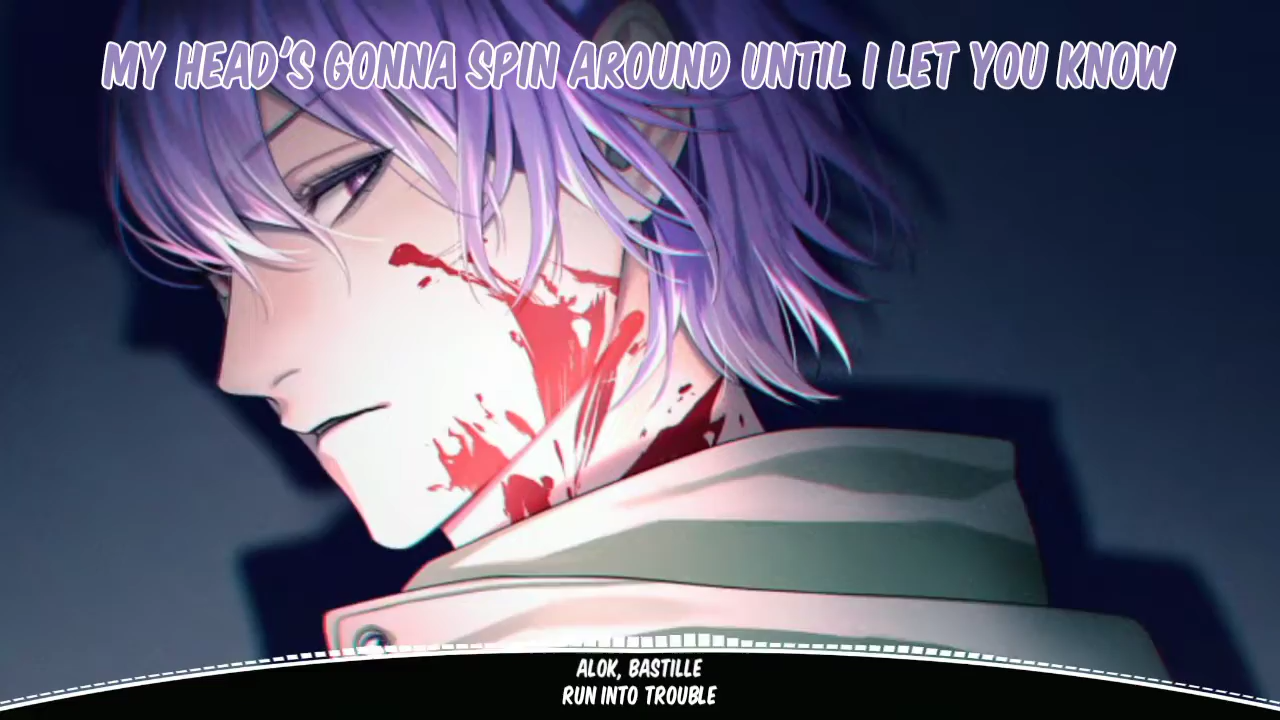 MY HEAD'S GONNA SPIN AROUND UNTIL I LET YOU KNOW
ALOK, BASTILLE
RUN INTO TROUBLE